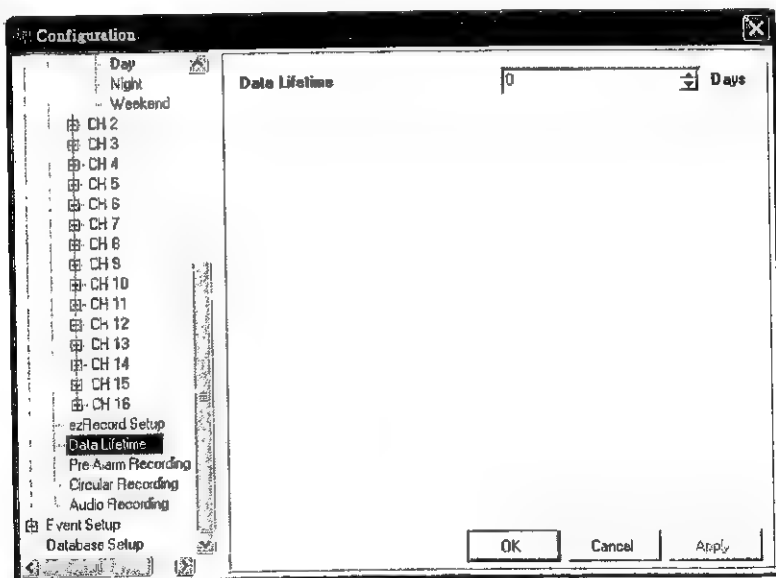 Configuration
Day
Night
Weekend
CH 2
CH 3
CH 4
CH 5
CH 6
CH 7
CH 8
CH 9
CH 10
CH 11
CH 12
CH 13
CH 14
CH 15
CH 16
ezRecord Setup
Data Lifetime
Pre-Alarm Recording
Circular Recording
Audio Recording
Event Setup
Database Setup
Data Lifetime 0 Days
OK Cancel Apply